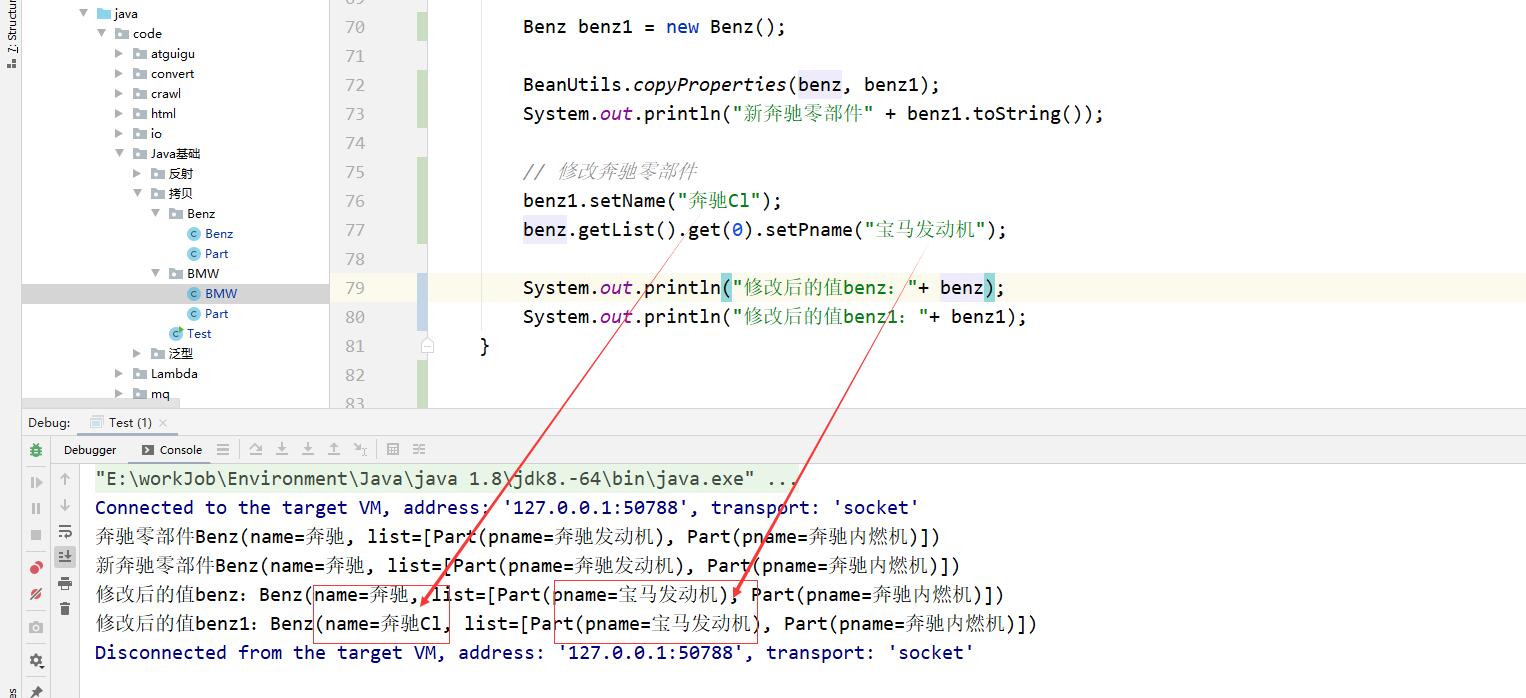 java
code
atguigu
convert
crawl
html
io
Java基础
反射
拷贝
Benz
Benz
Part
BMW
BMW
Part
Test
泛型
Lambda
mq
7: Structur
70 Benz benz1 = new Benz();
71
72 BeanUtils.copyProperties(benz, benz1);
73 System.out.println("新奔驰零部件" + benz1.toString());
74
75 // 修改奔驰零部件
76 benz1.setName("奔驰Cl");
77 benz.getList().get(0).setPname("宝马发动机");
78
79 System.out.println("修改后的值benz："+ benz);
80 System.out.println("修改后的值benz1："+ benz1);
81 }
82
83
Debug: Test (1)
Debugger Console
"E:\workJob\Environment\Java\java 1.8\jdk8.-64\bin\java.exe" ...
Connected to the target VM, address: '127.0.0.1:50788', transport: 'socket'
奔驰零部件Benz(name=奔驰, list=[Part(pname=奔驰发动机), Part(pname=奔驰内燃机)])
新奔驰零部件Benz(name=奔驰, list=[Part(pname=奔驰发动机), Part(pname=奔驰内燃机)])
修改后的值benz：Benz(name=奔驰, list=[Part(pname=宝马发动机), Part(pname=奔驰内燃机)])
修改后的值benz1：Benz(name=奔驰Cl, list=[Part(pname=宝马发动机), Part(pname=奔驰内燃机)])
Disconnected from the target VM, address: '127.0.0.1:50788', transport: 'socket'